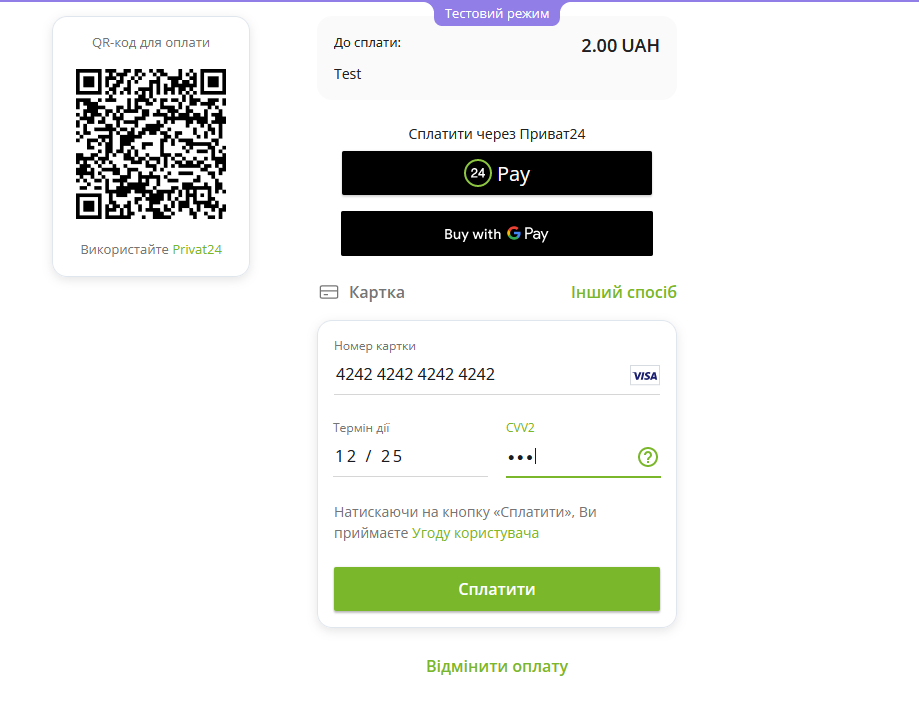 Тестовий режим
QR-код для оплати
Використайте Privat24
До сплати:
2.00 UAH
Test
Сплатити через Приват24
24 Pay
Buy with G Pay
Картка
Інший спосіб
Номер картки
4242 4242 4242 4242
VISA
Термін дії
CVV2
12 / 25
•••
?
Натискаючи на кнопку «Сплатити», Ви
приймаєте Угоду користувача
Сплатити
Відмінити оплату